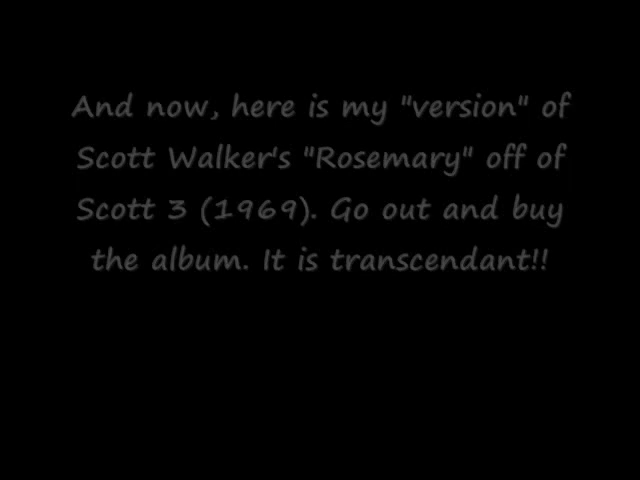 And now, here is my "version" of
Scott Walker's "Rosemary" off of
Scott 3 (1969). Go out and buy
the album. It is transcendant!!